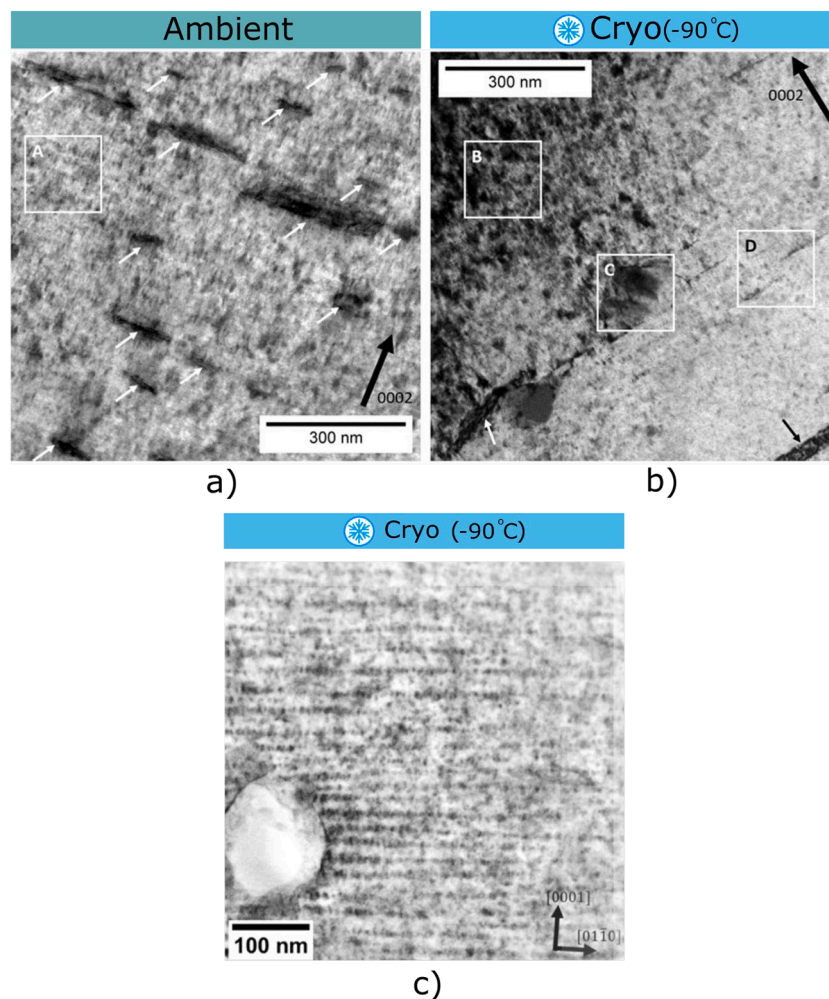 Ambient
Cryo(-90°C)
A
0002
300 nm
a)
300 nm
0002
B
C
D
b)
Cryo (-90°C)
[0001]
[011̄0]
100 nm
c)